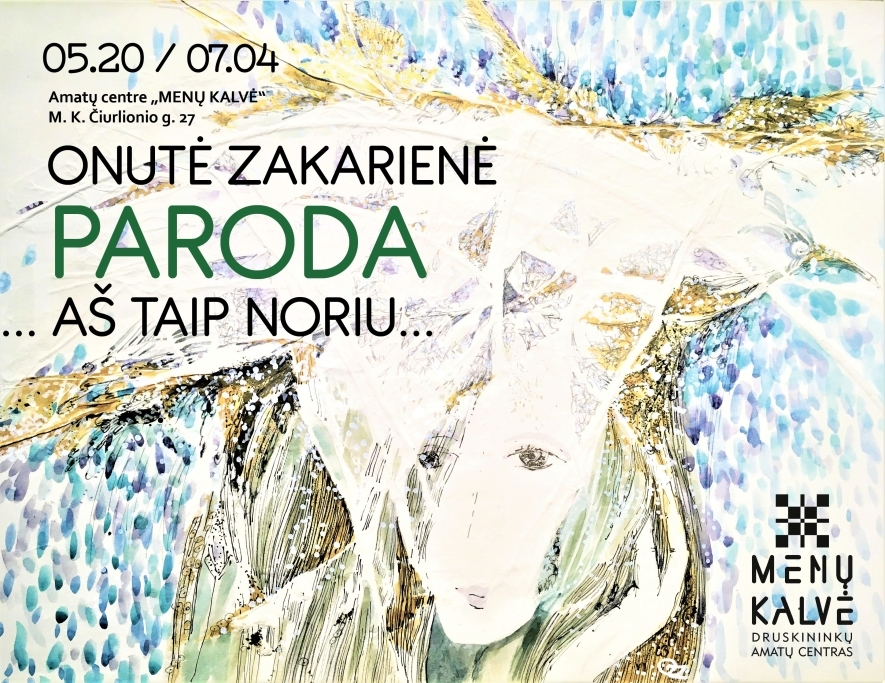 05.20 / 07.04
Amatų centre „MENŲ KALVĖ“
M. K. Čiurlionio g. 27
ONUTĖ ZAKARIENĖ
PARODA
... AŠ TAIP NORIU...
MENŲ
KALVĖ
DRUSKININKŲ
AMATŲ CENTRAS